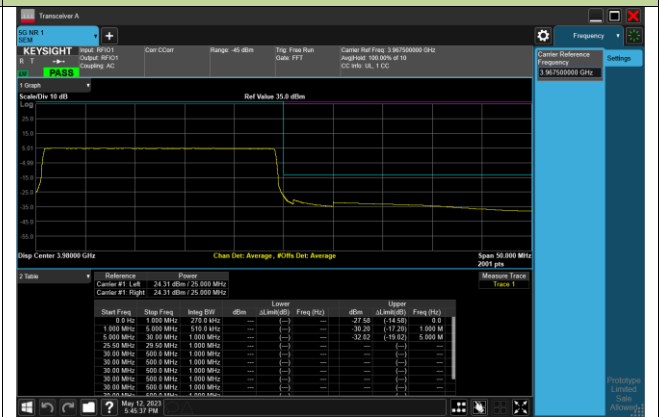 Transceiver A
5G NR 1
SEM
Frequency
KEYSIGHT Input: RFIO1 Corr CCorr Range: -45 dBm Trig: Free Run Carrier Ref Freq: 3.967500000 GHz
R T Output: RFIO1 Gate: FFT Avg|Hold: 100.00% of 10
Coupling: AC CC Info: UL, 1 CC
PASS
Carrier Reference
Frequency
3.967500000 GHz
Settings
1 Graph
Scale/Div 10 dB Ref Value 35.0 dBm
Log
25.0
15.0
5.01
-4.99
-15.0
-25.0
-35.0
-45.0
-55.0
Disp Center 3.98000 GHz Chan Det: Average , #Offs Det: Average Span 50.000 MHz
2001 pts
2 Table Reference Power Measure Trace
Carrier #1: Left 24.31 dBm / 25.000 MHz Trace 1
Carrier #1: Right 24.31 dBm / 25.000 MHz
Lower Upper
Start Freq Stop Freq Integ BW dBm ΔLimit(dB) Freq (Hz) dBm ΔLimit(dB) Freq (Hz)
0.0 Hz 1.000 MHz 270.0 kHz --- (---) --- -27.58 (-14.58) 0.0
1.000 MHz 5.000 MHz 510.0 kHz --- (---) --- -30.20 (-17.20) 1.000 M
5.000 MHz 30.00 MHz 1.000 MHz --- (---) --- -32.02 (-19.02) 5.000 M
25.50 MHz 29.50 MHz 1.000 MHz --- (---) --- --- (---) ---
30.00 MHz 500.0 MHz 1.000 MHz --- (---) --- --- (---) ---
30.00 MHz 500.0 MHz 1.000 MHz --- (---) --- --- (---) ---
30.00 MHz 500.0 MHz 1.000 MHz --- (---) --- --- (---) ---
30.00 MHz 500.0 MHz 1.000 MHz --- (---) --- --- (---) ---
30.00 MHz 500.0 MHz 1.000 MHz --- (---) --- --- (---) ---
Prototype
Limited
Sale
Allowed
May 12, 2023
5:45:37 PM